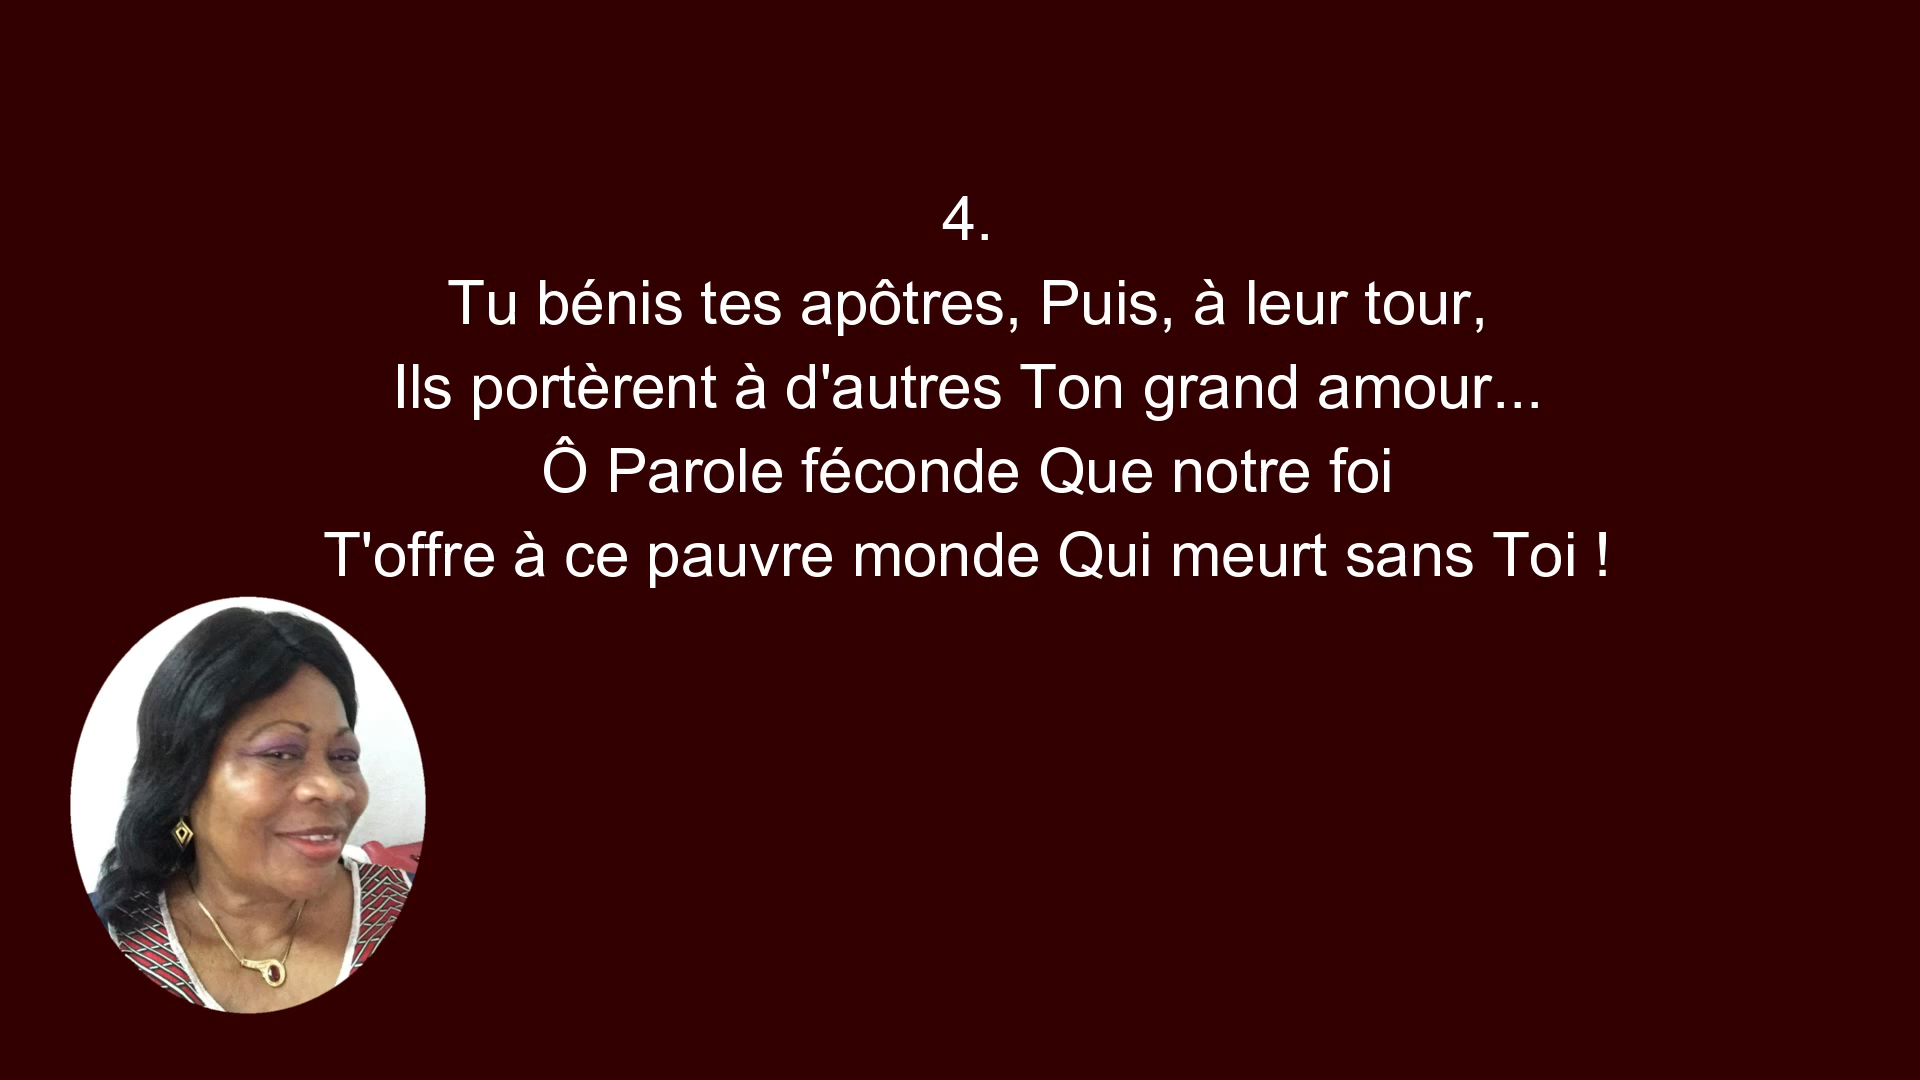 4.
Tu bénis tes apôtres, Puis, à leur tour,
Ils portèrent à d'autres Ton grand amour...
Ô Parole féconde Que notre foi
T'offre à ce pauvre monde Qui meurt sans Toi !